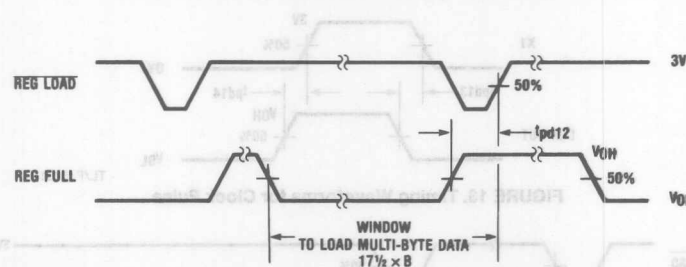 3V
REG LOAD
50%
tpd12
VOH
REG FULL
50%
WINDOW
TO LOAD MULTI-BYTE DATA
17½ × B